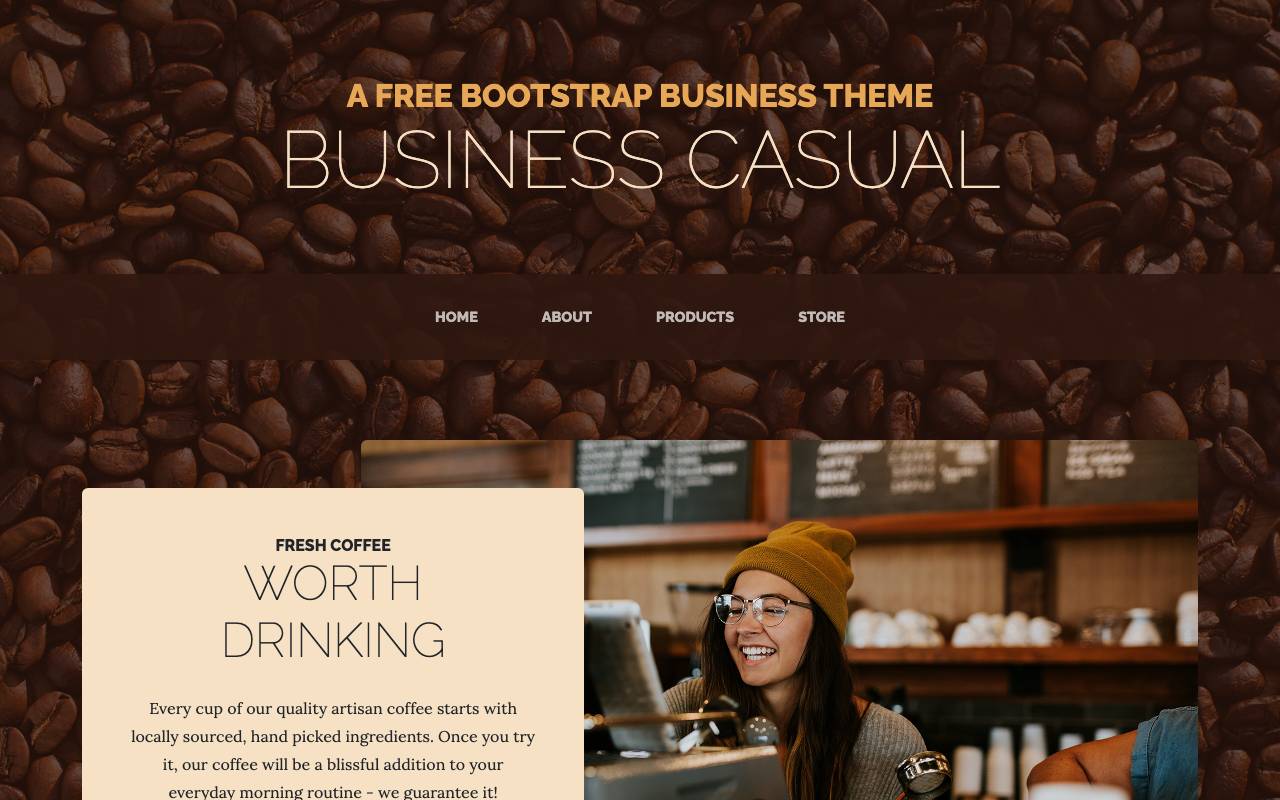 A FREE BOOTSTRAP BUSINESS THEME
BUSINESS CASUAL
HOME
ABOUT
PRODUCTS
STORE
FRESH COFFEE
WORTH
DRINKING
Every cup of our quality artisan coffee starts with
locally sourced, hand picked ingredients. Once you try
it, our coffee will be a blissful addition to your
everyday morning routine - we guarantee it!